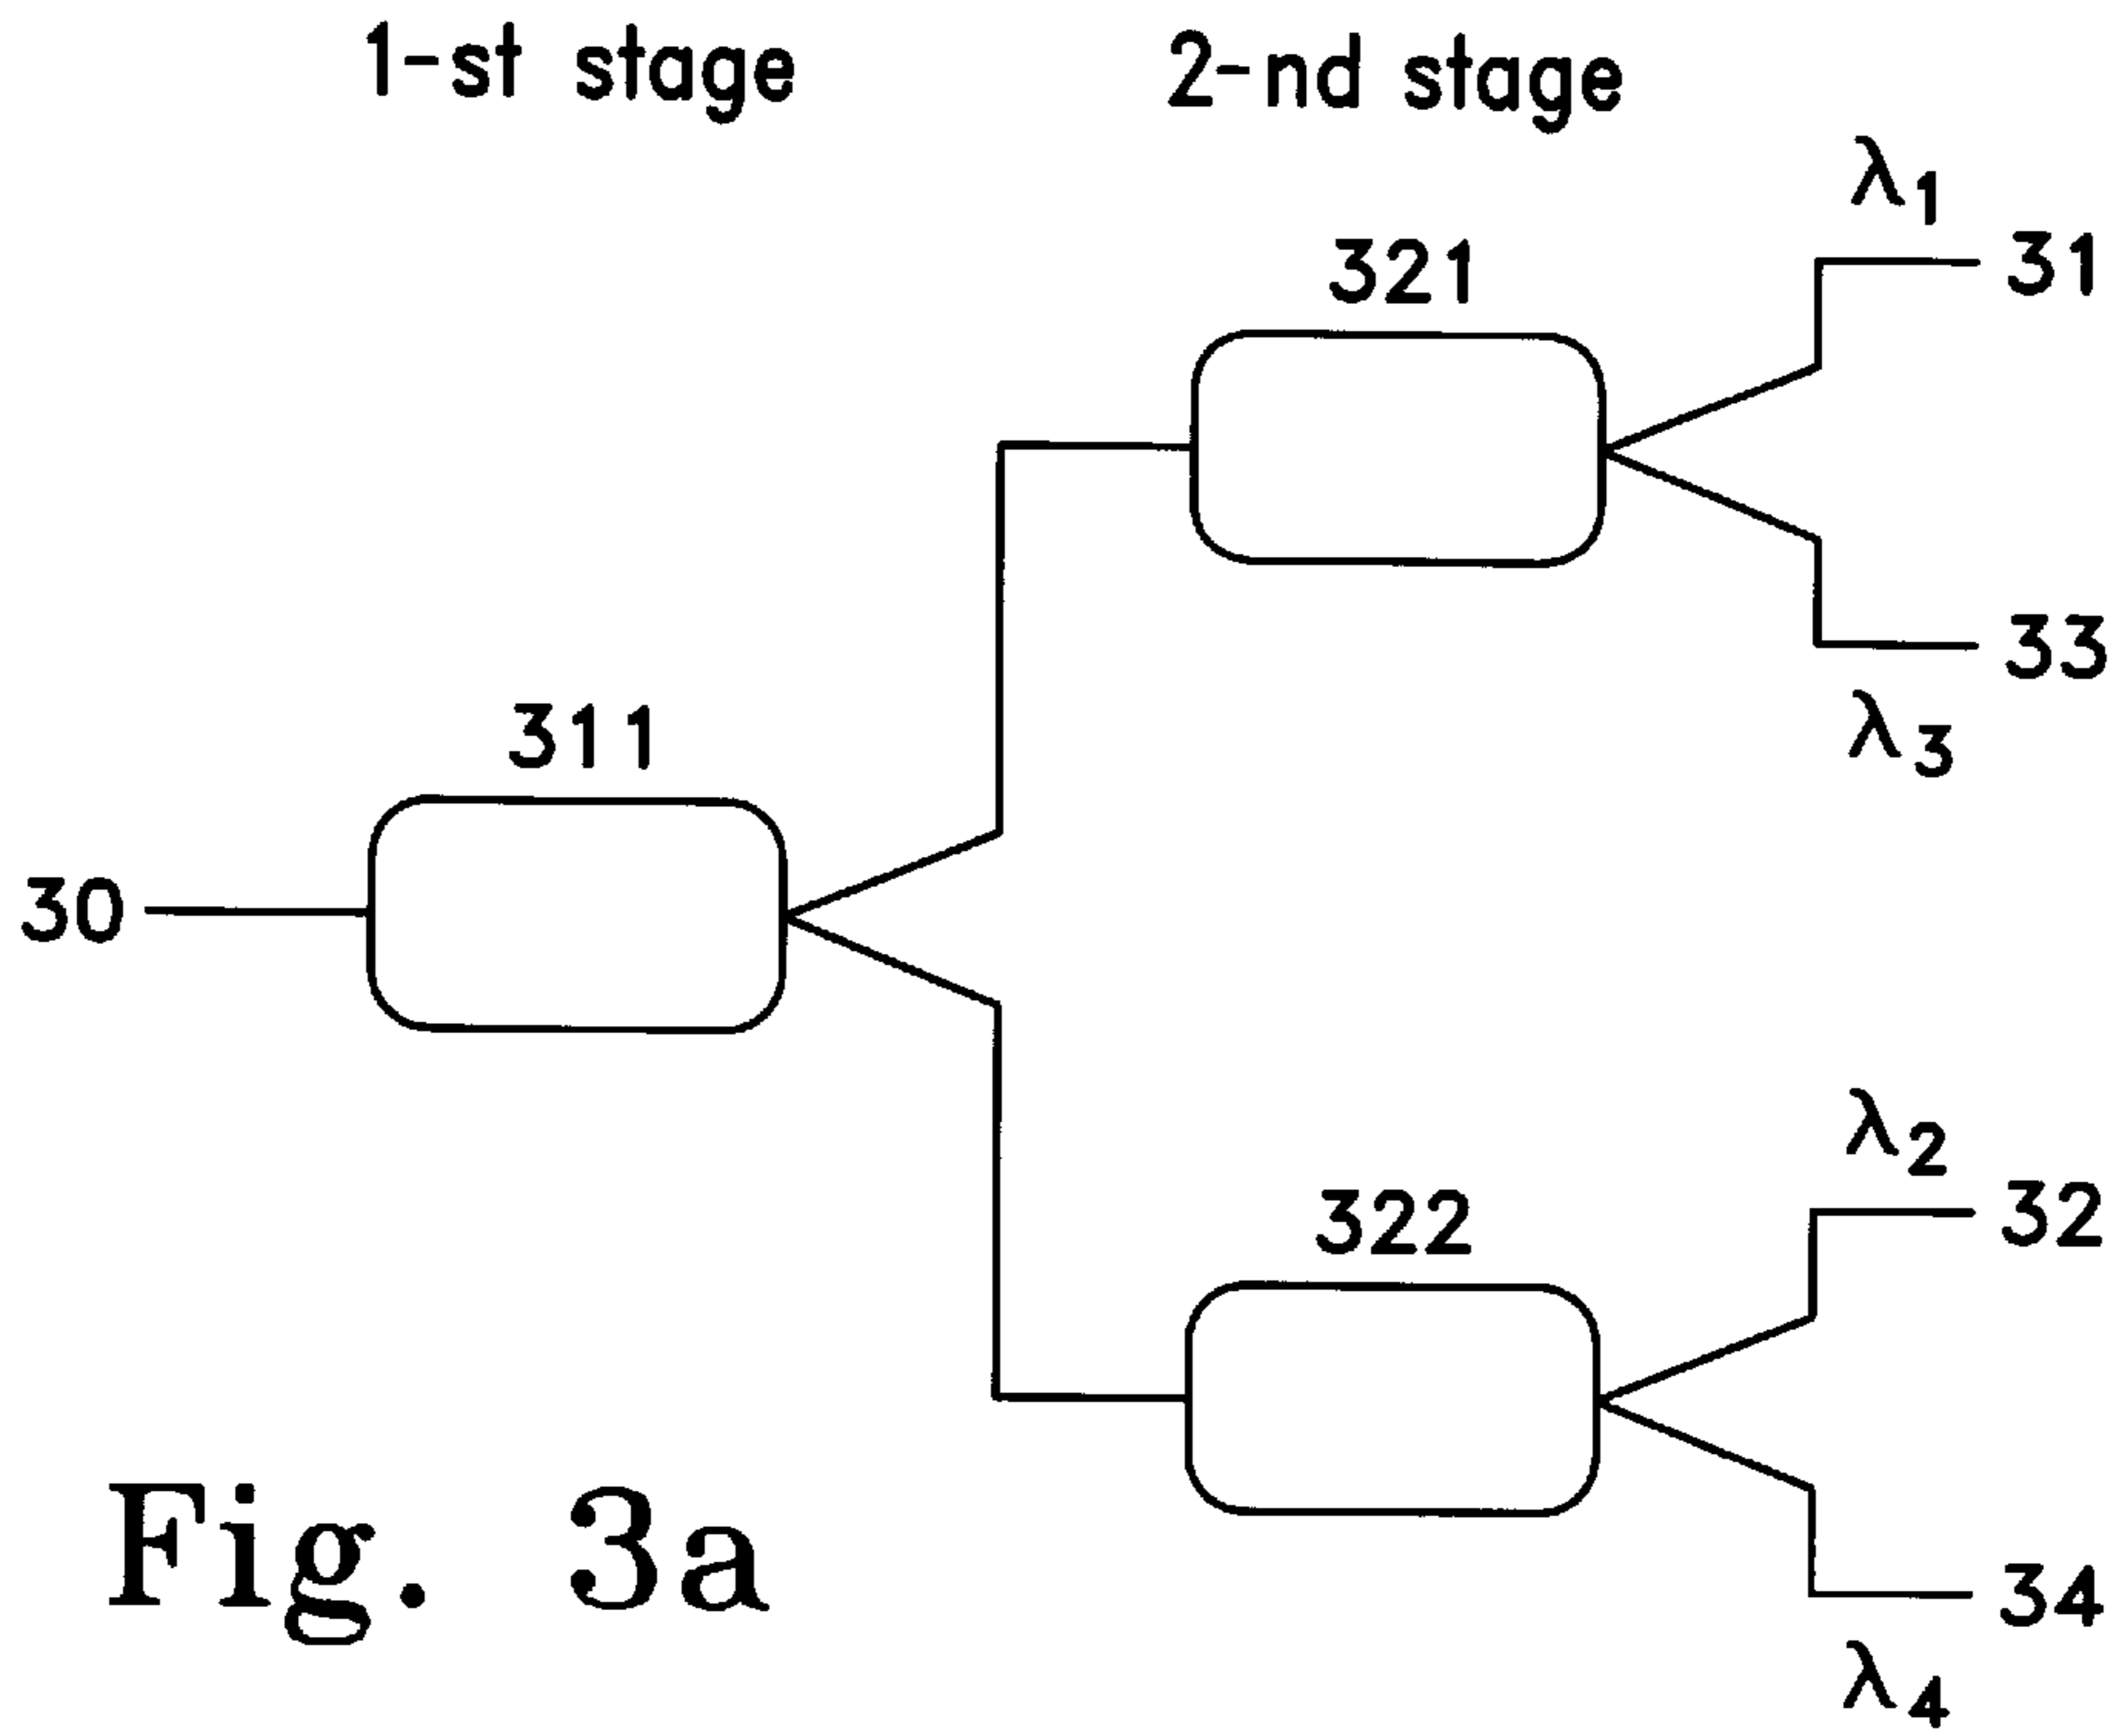 1-st stage
2-nd stage
λ1
321
31
33
λ3
311
30
λ2
322
32
34
λ4
Fig. 3a